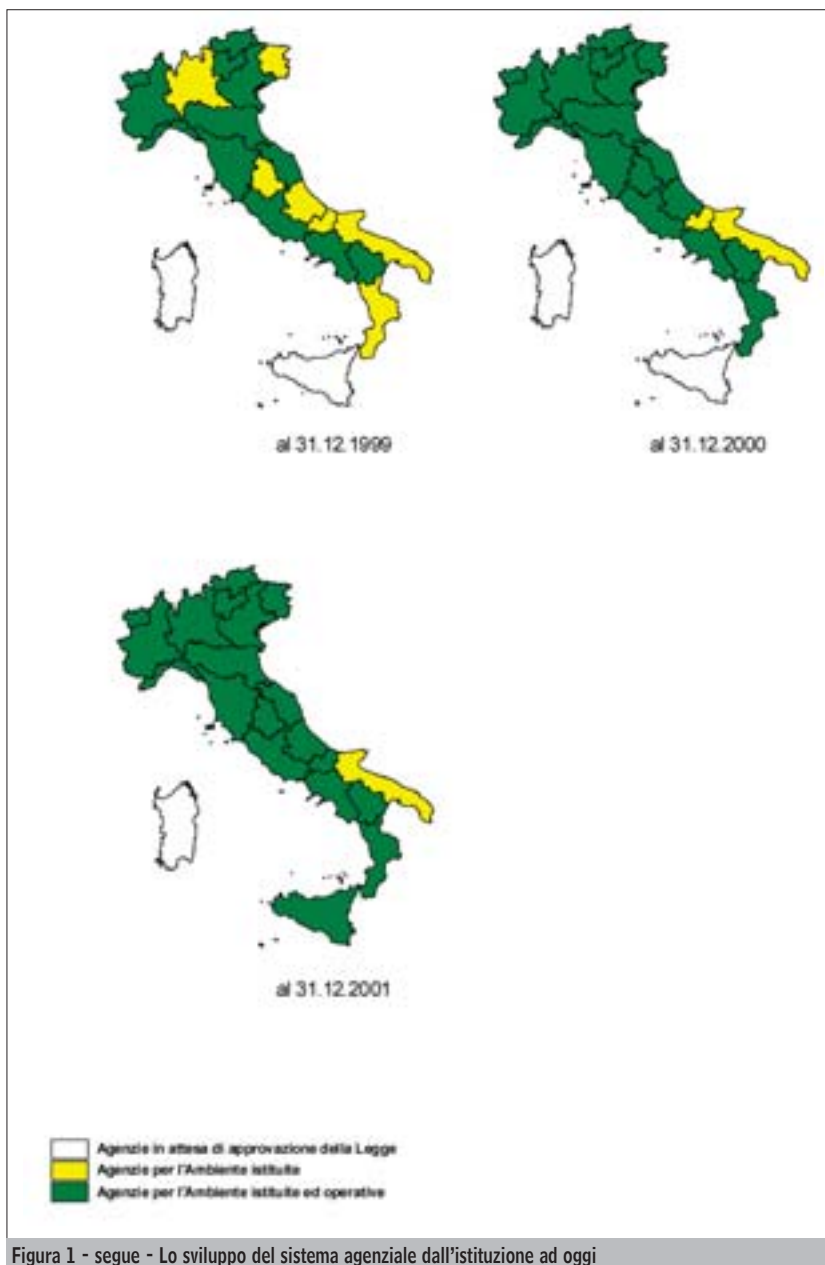 al 31.12.1999
al 31.12.2000
al 31.12.2001
Agenzie in attesa di approvazione della Legge
Agenzie per l'Ambiente istituite
Agenzie per l'Ambiente istituite ed operative
Figura 1 - segue - Lo sviluppo del sistema agenziale dall'istituzione ad oggi